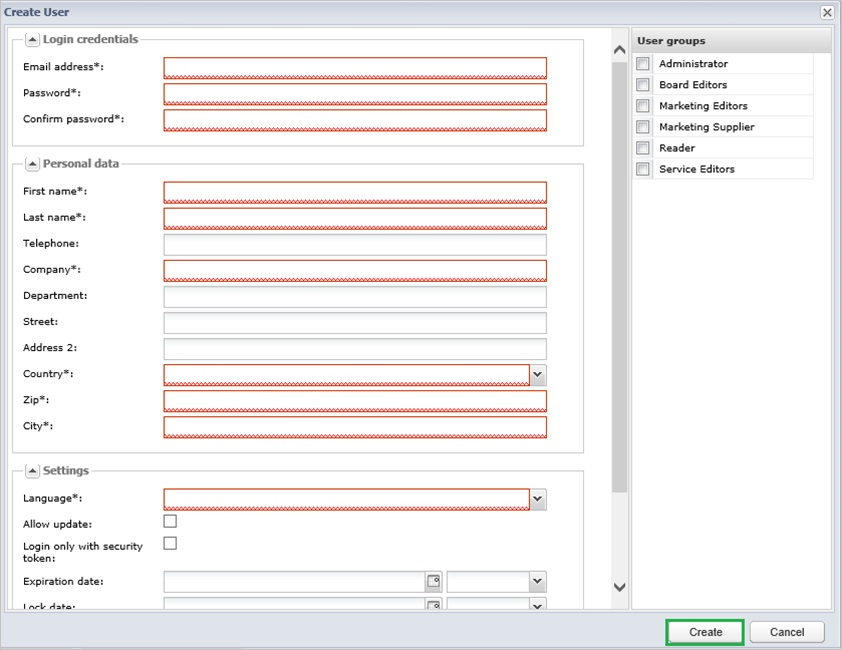 Create User
Login credentials
Email address*:
Password*:
Confirm password*:
Personal data
First name*:
Last name*:
Telephone:
Company*:
Department:
Street:
Address 2:
Country*:
Zip*:
City*:
Settings
Language*:
Allow update:
Login only with security
token:
Expiration date:
Lock date:
User groups
Administrator
Board Editors
Marketing Editors
Marketing Supplier
Reader
Service Editors
Create
Cancel